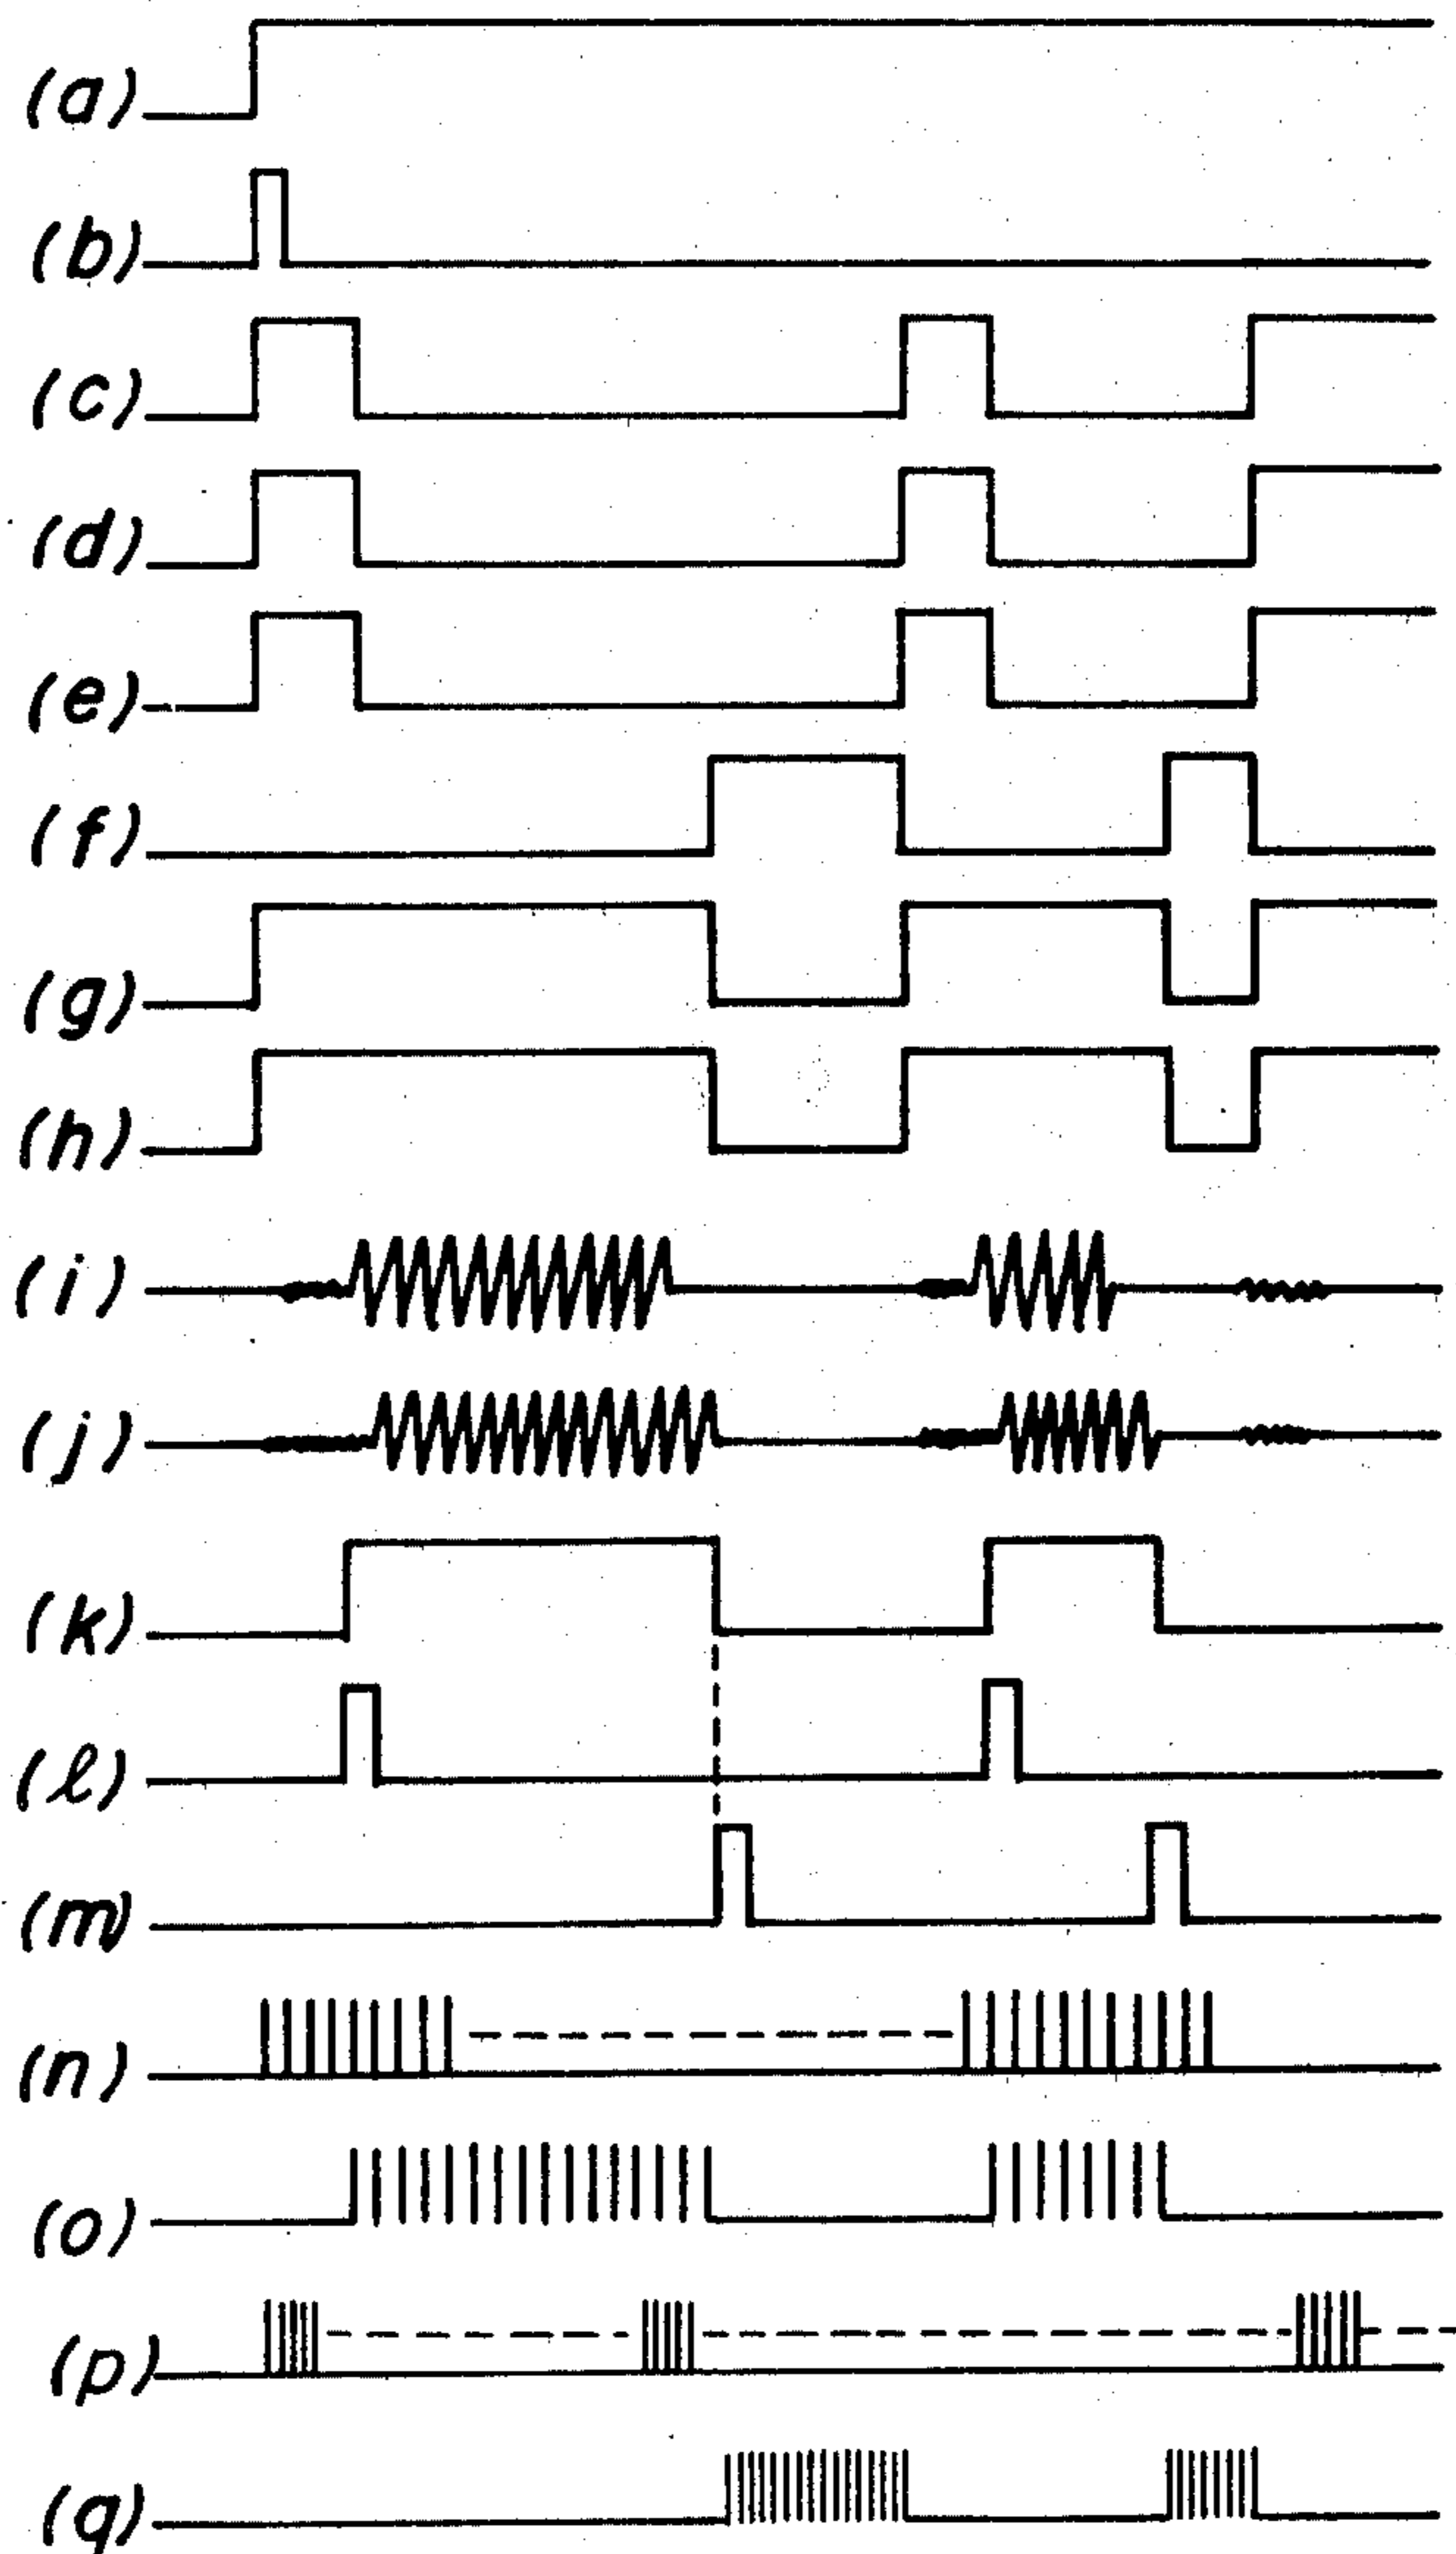 (a)
(b)
(c)
(d)
(e)
(f)
(g)
(h)
(i)
(j)
(k)
(ℓ)
(m)
(n)
(o)
(p)
(q)